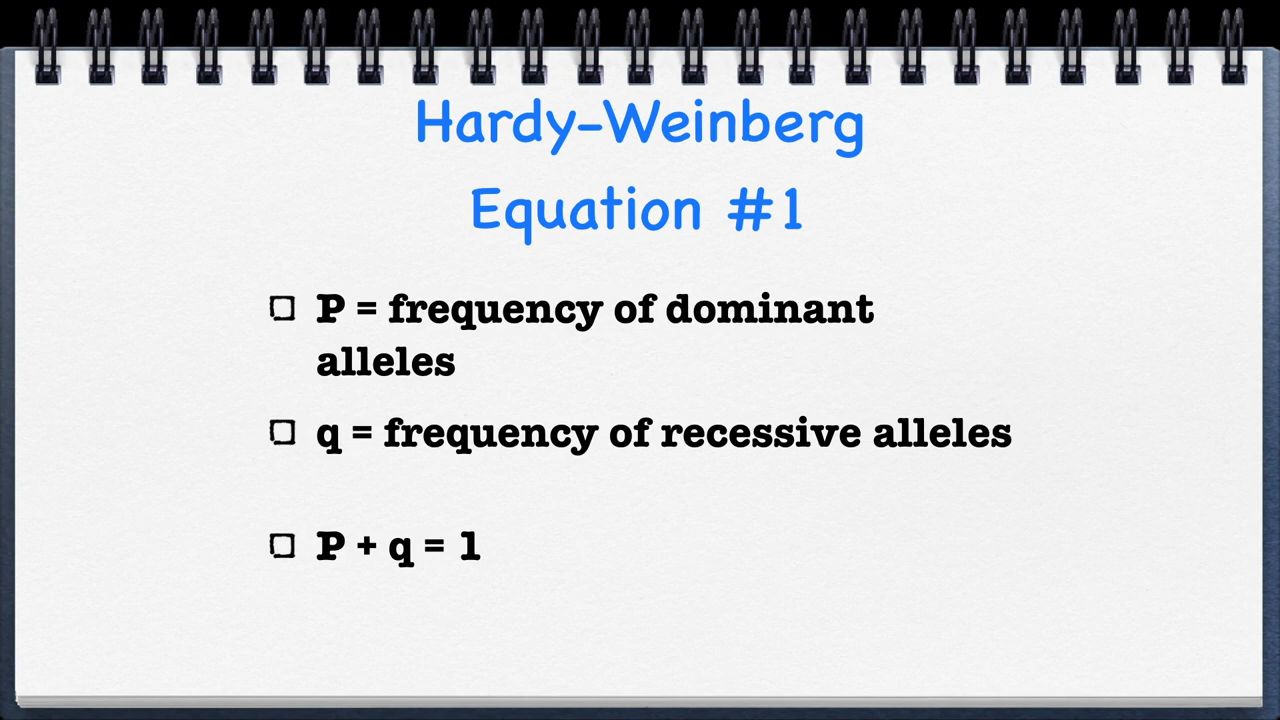 Hardy-Weinberg
Equation #1
P = frequency of dominant
alleles
q = frequency of recessive alleles
P + q = 1